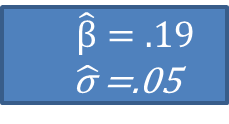 β̂ = .19
σ̂ =.05